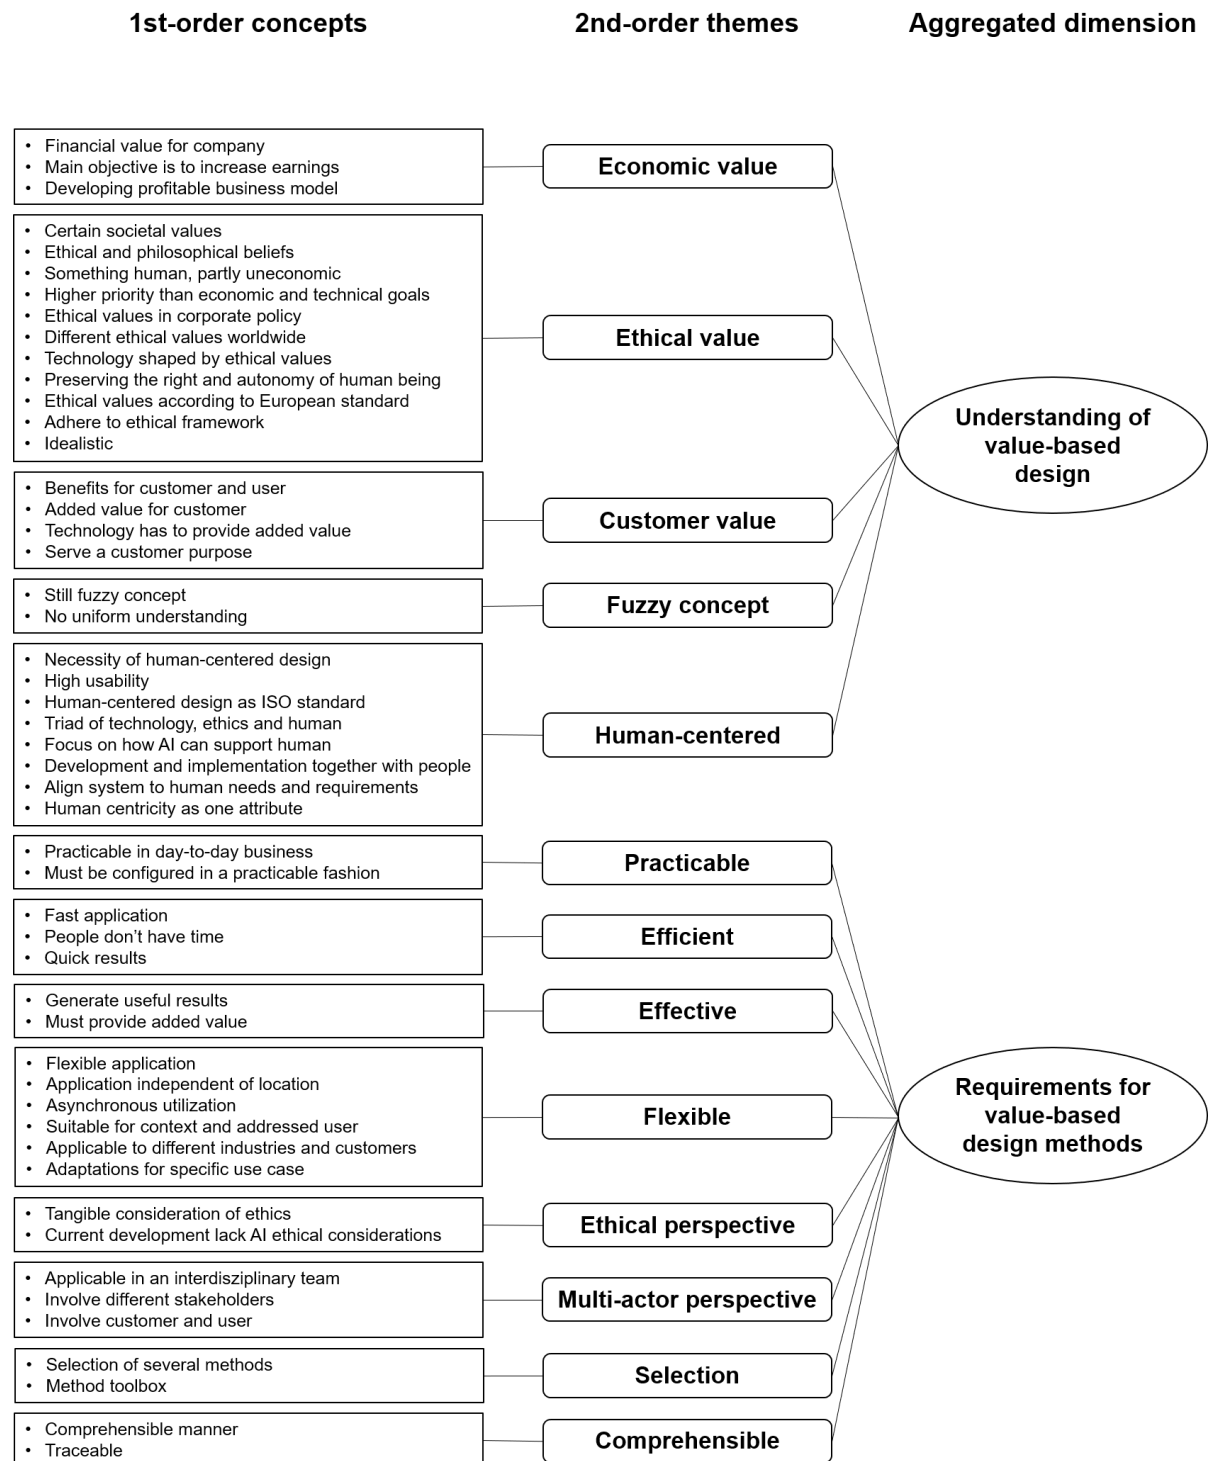 1st-order concepts
2nd-order themes
Aggregated dimension
• Financial value for company
• Main objective is to increase earnings
• Developing profitable business model
Economic value
• Certain societal values
• Ethical and philosophical beliefs
• Something human, partly uneconomic
• Higher priority than economic and technical goals
• Ethical values in corporate policy
• Different ethical values worldwide
• Technology shaped by ethical values
• Preserving the right and autonomy of human being
• Ethical values according to European standard
• Adhere to ethical framework
• Idealistic
Ethical value
• Benefits for customer and user
• Added value for customer
• Technology has to provide added value
• Serve a customer purpose
Customer value
• Still fuzzy concept
• No uniform understanding
Fuzzy concept
• Necessity of human-centered design
• High usability
• Human-centered design as ISO standard
• Triad of technology, ethics and human
• Focus on how AI can support human
• Development and implementation together with people
• Align system to human needs and requirements
• Human centricity as one attribute
Human-centered
Understanding of
value-based
design
• Practicable in day-to-day business
• Must be configured in a practicable fashion
Practicable
• Fast application
• People don’t have time
• Quick results
Efficient
• Generate useful results
• Must provide added value
Effective
• Flexible application
• Application independent of location
• Asynchronous utilization
• Suitable for context and addressed user
• Applicable to different industries and customers
• Adaptations for specific use case
Flexible
• Tangible consideration of ethics
• Current development lack AI ethical considerations
Ethical perspective
• Applicable in an interdisziplinary team
• Involve different stakeholders
• Involve customer and user
Multi-actor perspective
• Selection of several methods
• Method toolbox
Selection
• Comprehensible manner
• Traceable
Comprehensible
Requirements for
value-based
design methods